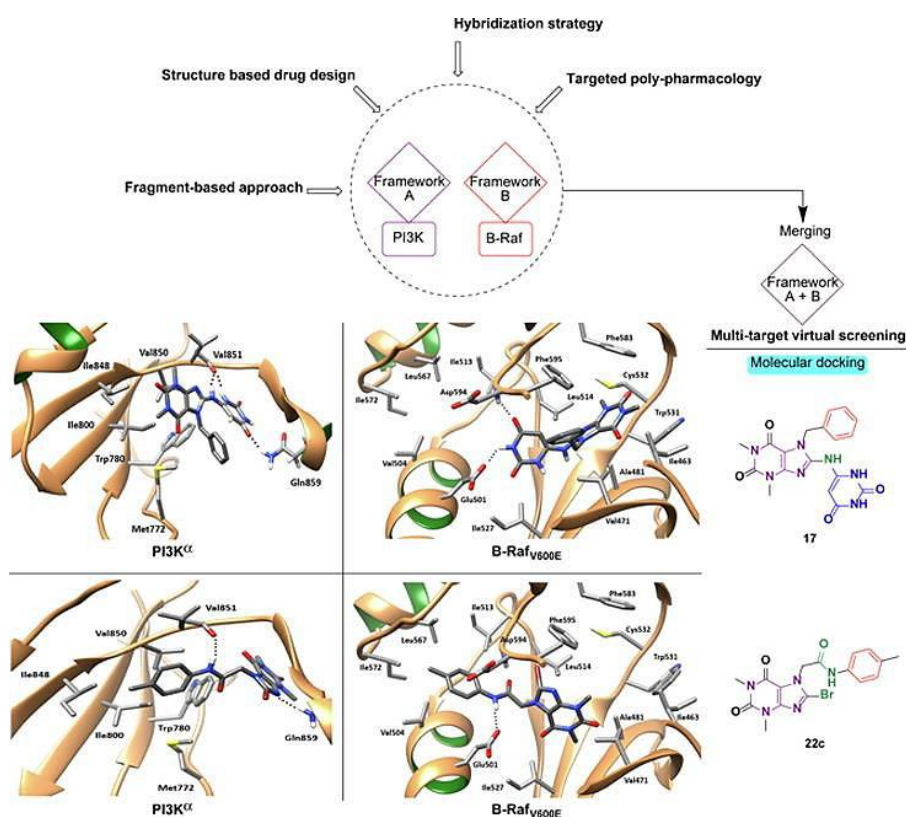 Hybridization strategy
Structure based drug design
Targeted poly-pharmacology
Fragment-based approach
Framework
A
Framework
B
PI3K
B-Raf
Merging
Framework
A + B
Multi-target virtual screening
Molecular docking
Val850
Val851
Ile848
Ile800
Trp780
Met772
Gln859
PI3Kα
Phe583
Ile513
Phe595
Leu567
Cys532
Asp594
Leu514
Ile572
Trp531
Val504
Ile463
Ala481
Glu501
Val471
Ile527
B-RafV600E
O
N
N
O
N
N
NH
O
NH
N
H
O
17
Val851
Val850
Ile848
Ile800
Trp780
Gln859
Met772
PI3Kα
Phe583
Ile513
Phe595
Leu567
Cys532
Asp594
Ile572
Leu514
Trp531
Val504
Ala481
Ile463
Glu501
Val471
Ile527
B-RafV600E
O
O
N
H
N
N
Br
O
N
N
22c